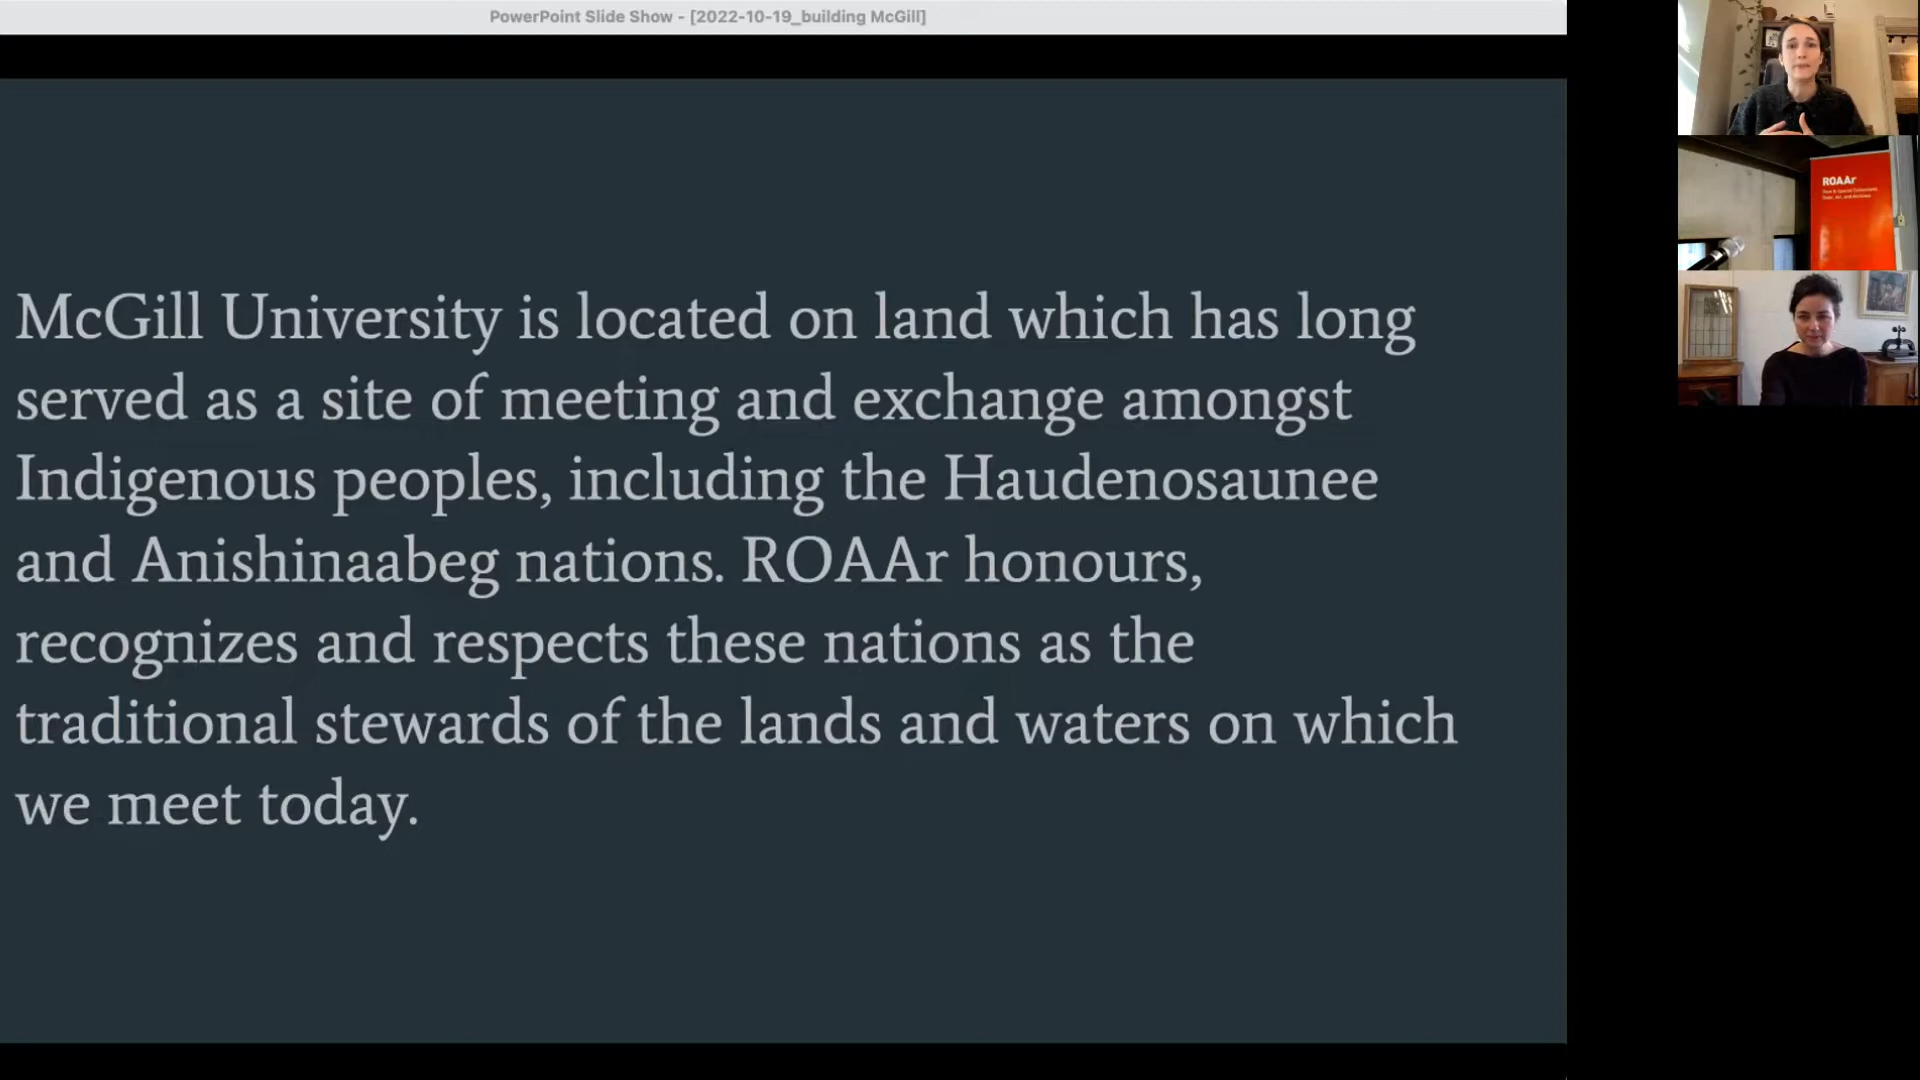 PowerPoint Slide Show - [2022-10-19_building McGill]
McGill University is located on land which has long
served as a site of meeting and exchange amongst
Indigenous peoples, including the Haudenosaunee
and Anishinaabeg nations. ROAAr honours,
recognizes and respects these nations as the
traditional stewards of the lands and waters on which
we meet today.
ROAAr